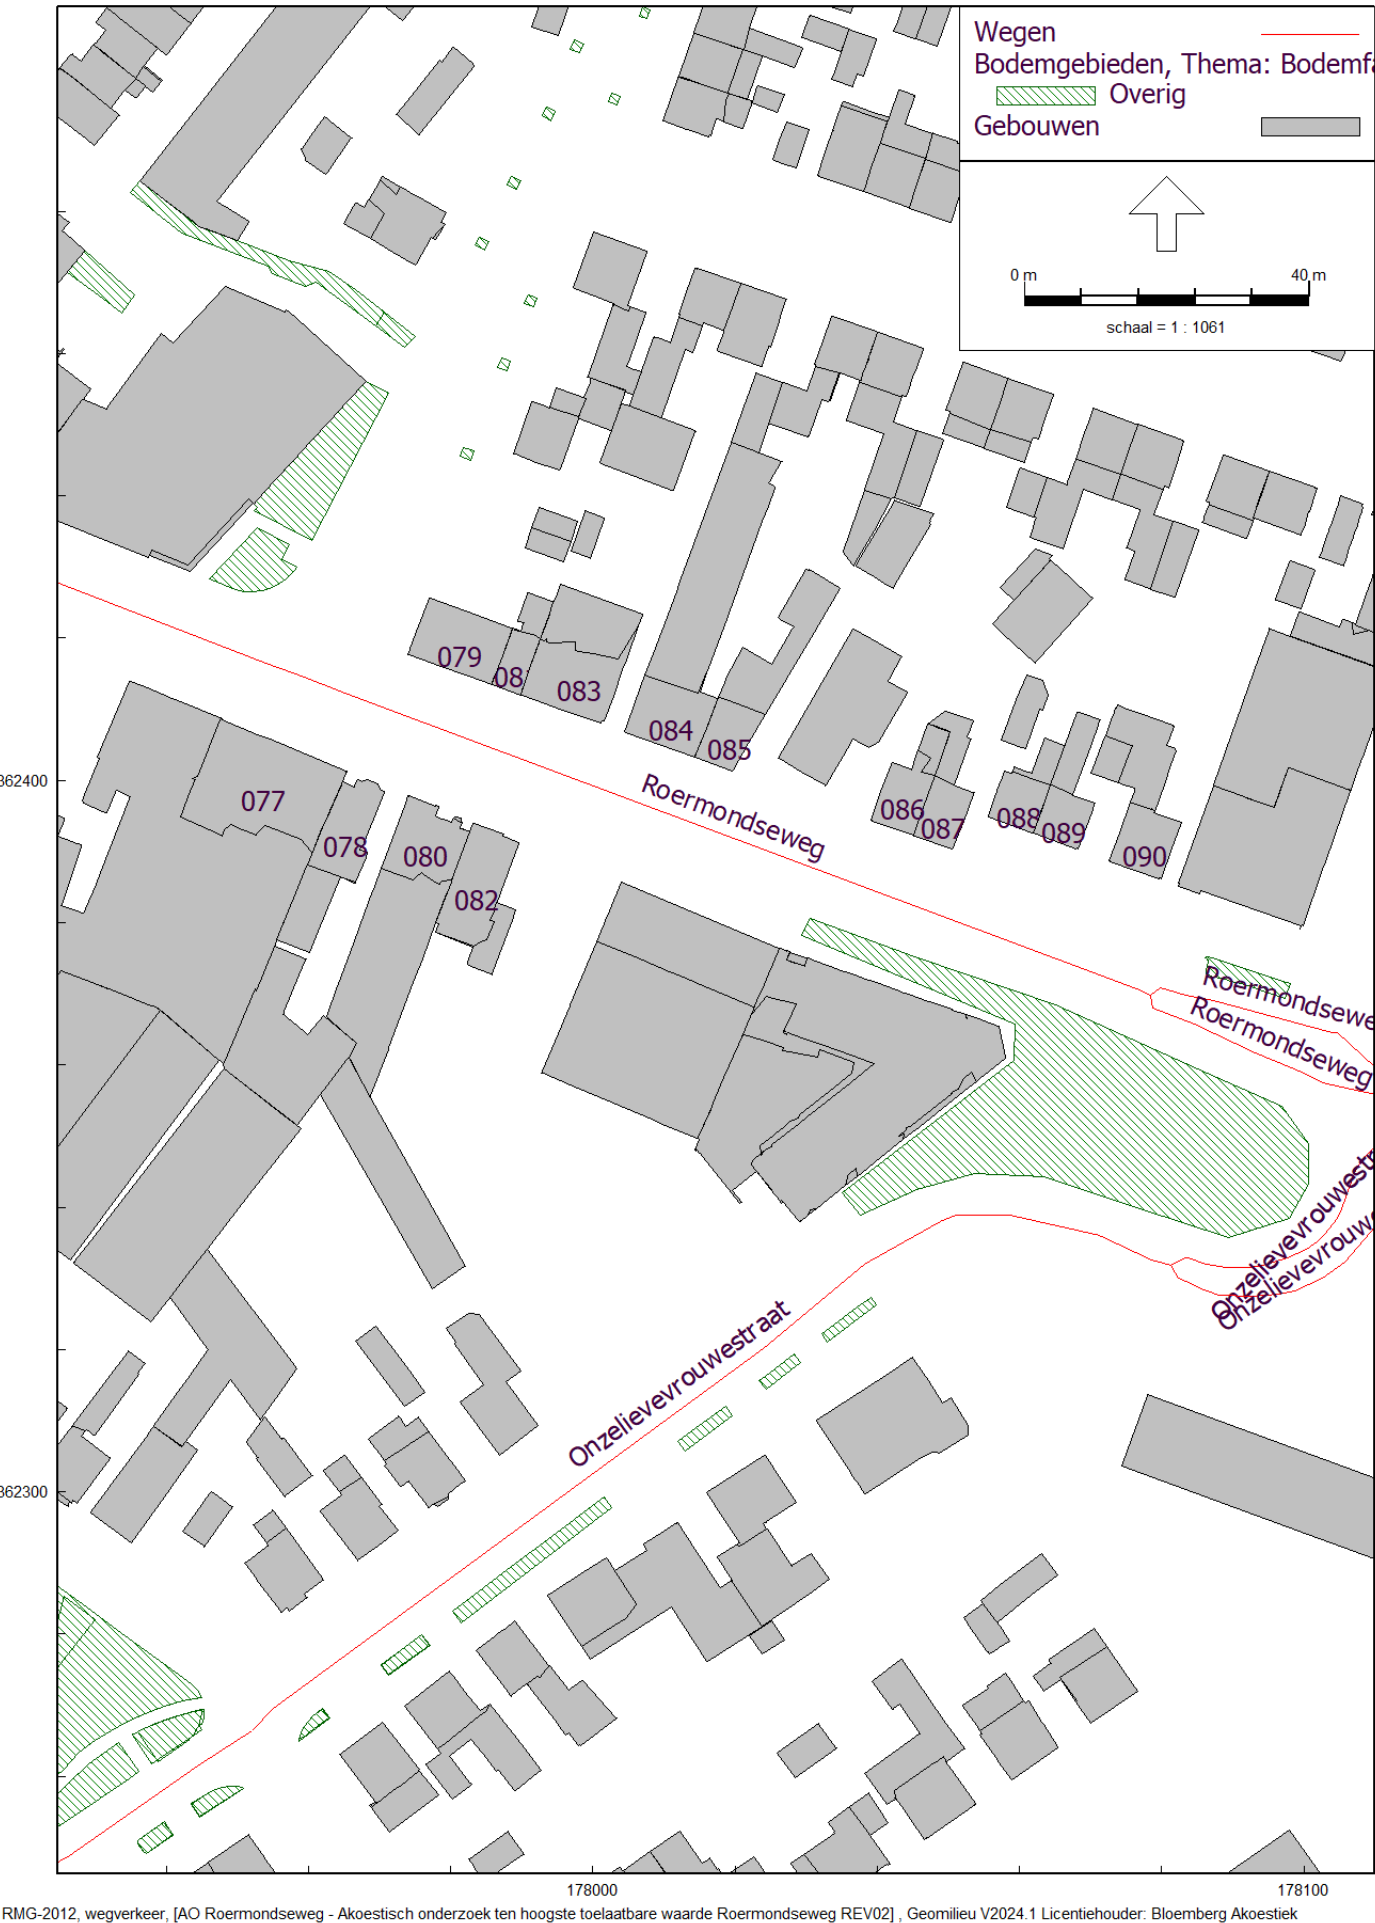 Wegen
Bodemgebieden, Thema: Bodemfa
Overig
Gebouwen
0 m
40 m
schaal = 1 : 1061
079
08
083
084
085
Roermondseweg
086
087
088
089
090
077
078
080
082
362400
Roermondsewe
Roermondseweg
Onzelievevrouwestr
Onzelievevrouwe
Onzelievevrouwestraat
362300
178000
178100
RMG-2012, wegverkeer, [AO Roermondseweg - Akoestisch onderzoek ten hoogste toelaatbare waarde Roermondseweg REV02] , Geomilieu V2024.1 Licentiehouder: Bloemberg Akoestiek